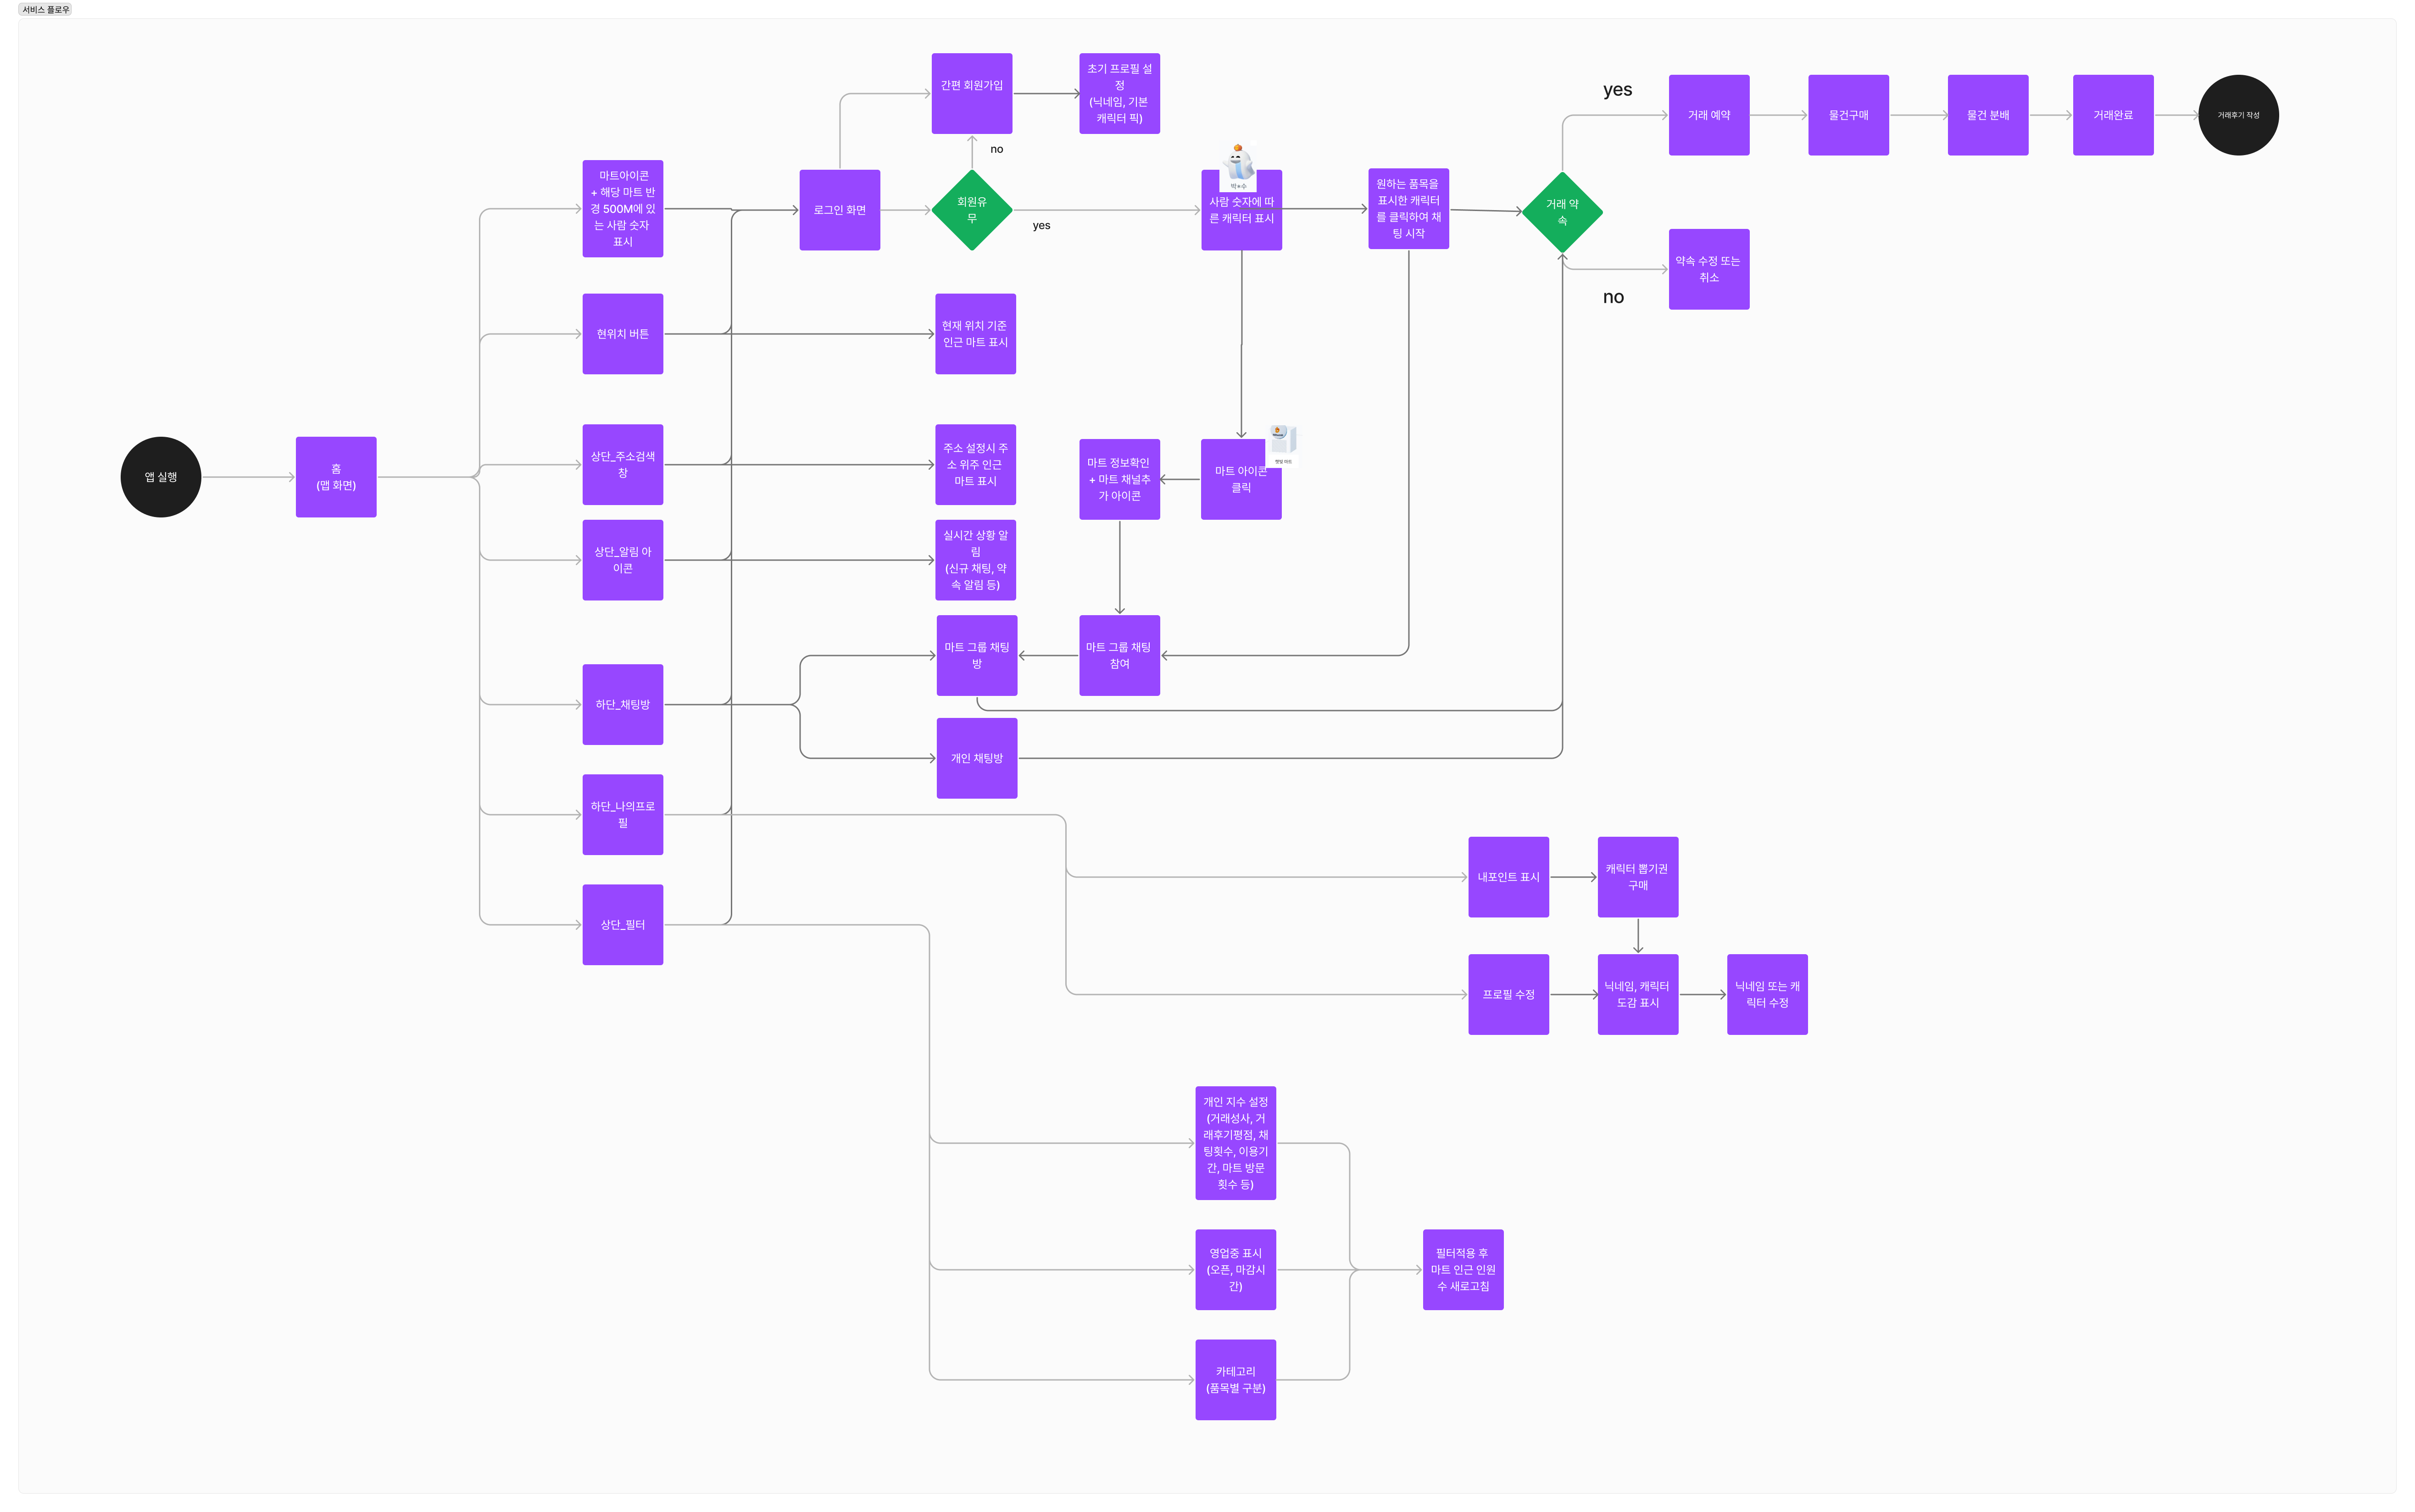 서비스 플로우
앱 실행
홈
(맵 화면)
마트아이콘
+ 해당 마트 반
경 500M에 있
는 사람 숫자
표시
현위치 버튼
상단_주소검색
창
상단_알림 아
이콘
하단_채팅방
하단_나의프로
필
상단_필터
로그인 화면
간편 회원가입
초기 프로필 설
정
(닉네임, 기본
캐릭터 픽)
no
회원유
무
yes
현재 위치 기준
인근 마트 표시
주소 설정시 주
소 위주 인근
마트 표시
실시간 상황 알
림
(신규 채팅, 약
속 알림 등)
마트 그룹 채팅
방
개인 채팅방
사람 숫자에 따
른 캐릭터 표시
마트 아이콘
클릭
마트 정보확인
+ 마트 채널추
가 아이콘
마트 그룹 채팅
참여
원하는 품목을
표시한 캐릭터
를 클릭하여 채
팅 시작
거래 약
속
yes
거래 예약
물건구매
물건 분배
거래완료
거래후기 작성
no
약속 수정 또는
취소
내포인트 표시
캐릭터 뽑기권
구매
프로필 수정
닉네임, 캐릭터
도감 표시
닉네임 또는 캐
릭터 수정
개인 지수 설정
(거래성사, 거
래후기평점, 채
팅횟수, 이용기
간, 마트 방문
횟수 등)
영업중 표시
(오픈, 마감시
간)
카테고리
(품목별 구분)
필터적용 후
마트 인근 인원
수 새로고침